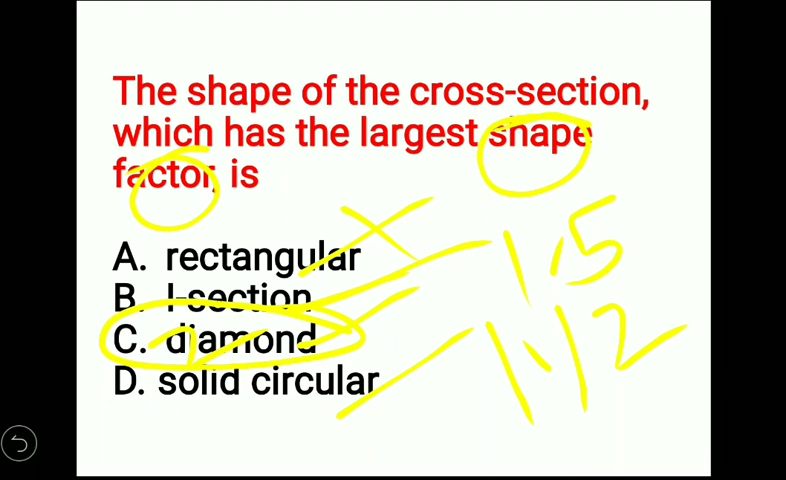 The shape of the cross-section,
which has the largest shape
factor, is
A. rectangular
B. I-section
C. diamond
D. solid circular
1.5
1.12